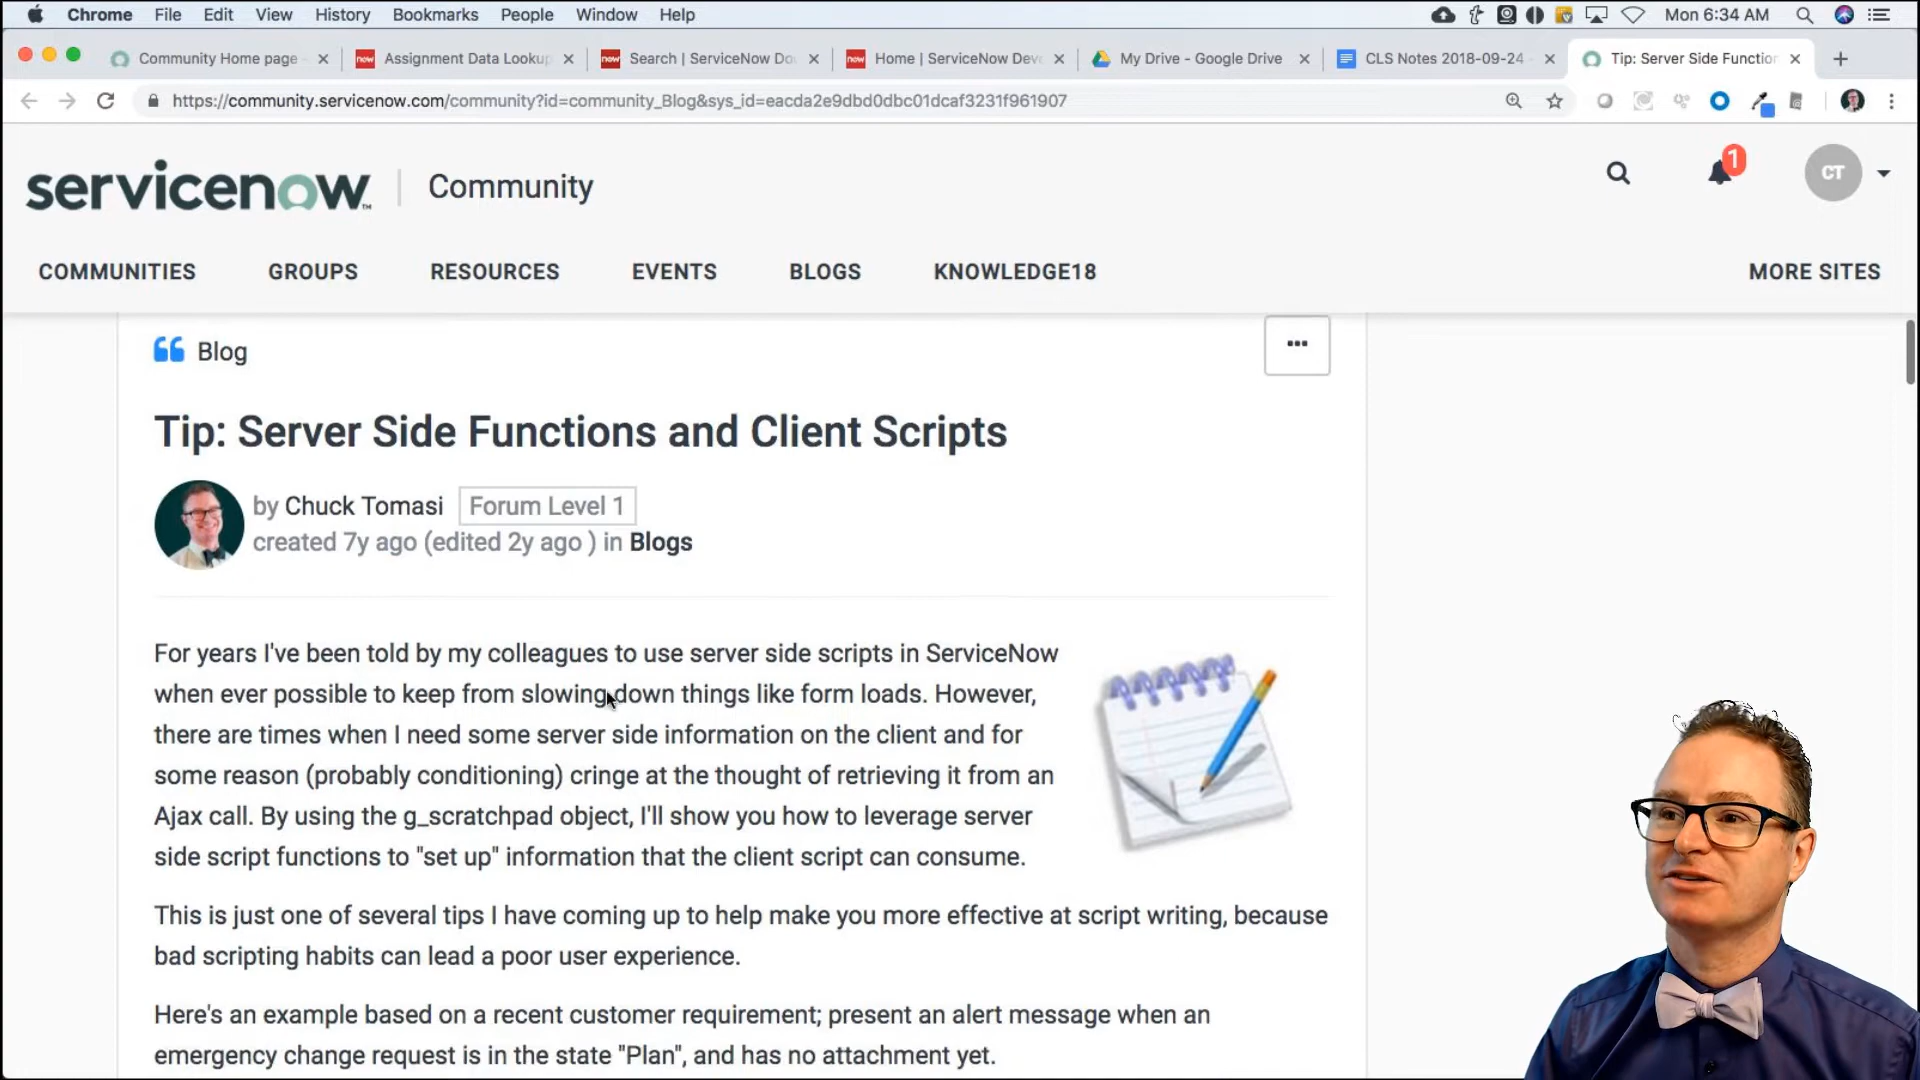 Chrome File Edit View History Bookmarks People Window Help Mon 6:34 AM
Community Home page - now Assignment Data Lookup now Search | ServiceNow Do now Home | ServiceNow Deve My Drive - Google Drive CLS Notes 2018-09-24 - Tip: Server Side Function
https://community.servicenow.com/community?id=community_Blog&sys_id=eacda2e9dbd0dbc01dcaf3231f961907
servicenow™ Community 1 CT
COMMUNITIES GROUPS RESOURCES EVENTS BLOGS KNOWLEDGE18 MORE SITES
Blog
Tip: Server Side Functions and Client Scripts
by Chuck Tomasi Forum Level 1
created 7y ago (edited 2y ago ) in Blogs
For years I've been told by my colleagues to use server side scripts in ServiceNow
when ever possible to keep from slowing down things like form loads. However,
there are times when I need some server side information on the client and for
some reason (probably conditioning) cringe at the thought of retrieving it from an
Ajax call. By using the g_scratchpad object, I'll show you how to leverage server
side script functions to "set up" information that the client script can consume.
This is just one of several tips I have coming up to help make you more effective at script writing, because
bad scripting habits can lead a poor user experience.
Here's an example based on a recent customer requirement; present an alert message when an
emergency change request is in the state "Plan", and has no attachment yet.